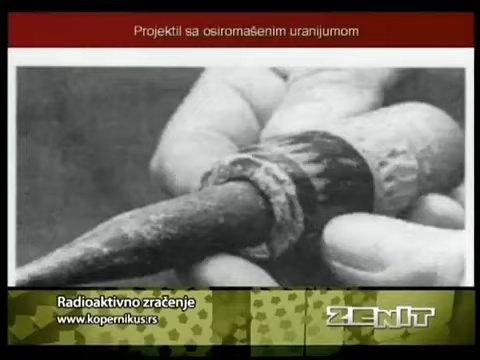 Projektil sa osiromašenim uranijumom
Radioaktivno zračenje
www.kopernikus.rs
ZENIT